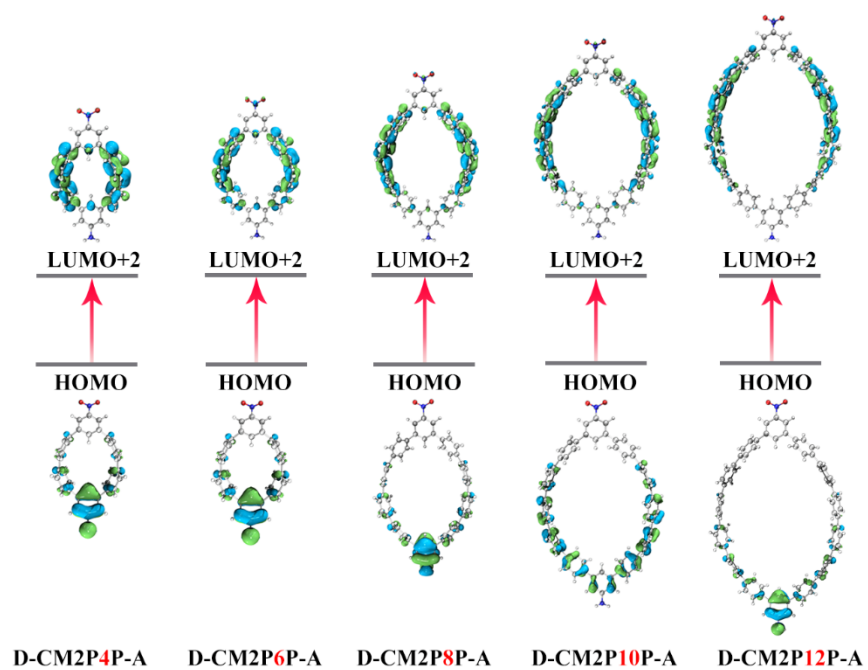 LUMO+2 LUMO+2 LUMO+2 LUMO+2 LUMO+2
HOMO HOMO HOMO HOMO HOMO
D-CM2P4P-A D-CM2P6P-A D-CM2P8P-A D-CM2P10P-A D-CM2P12P-A